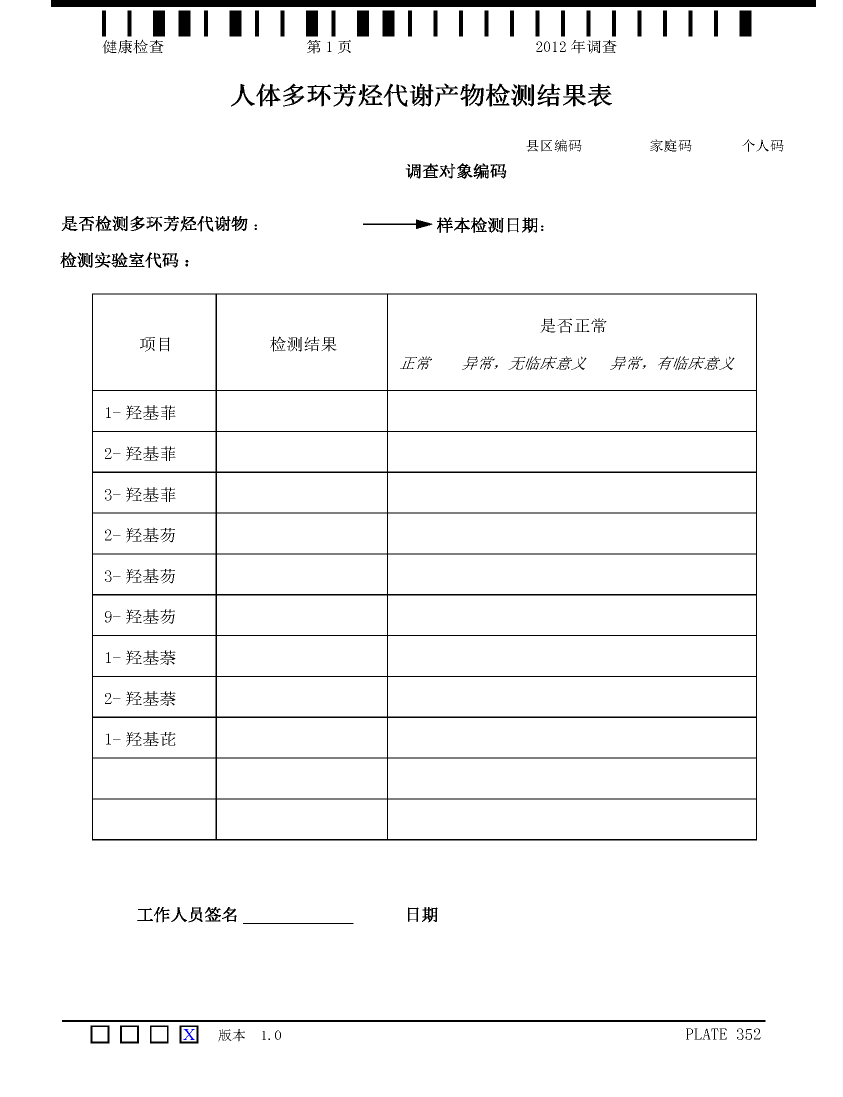 健康检查 第 1 页 2012 年调查
人体多环芳烃代谢产物检测结果表
县区编码 家庭码 个人码
调查对象编码
是否检测多环芳烃代谢物： 样本检测日期:
检测实验室代码：
项目 检测结果 是否正常
正常 异常，无临床意义 异常，有临床意义
1- 羟基菲
2- 羟基菲
3- 羟基菲
2- 羟基芴
3- 羟基芴
9- 羟基芴
1- 羟基萘
2- 羟基萘
1- 羟基芘
工作人员签名 ____________ 日期
X 版本 1.0 PLATE 352